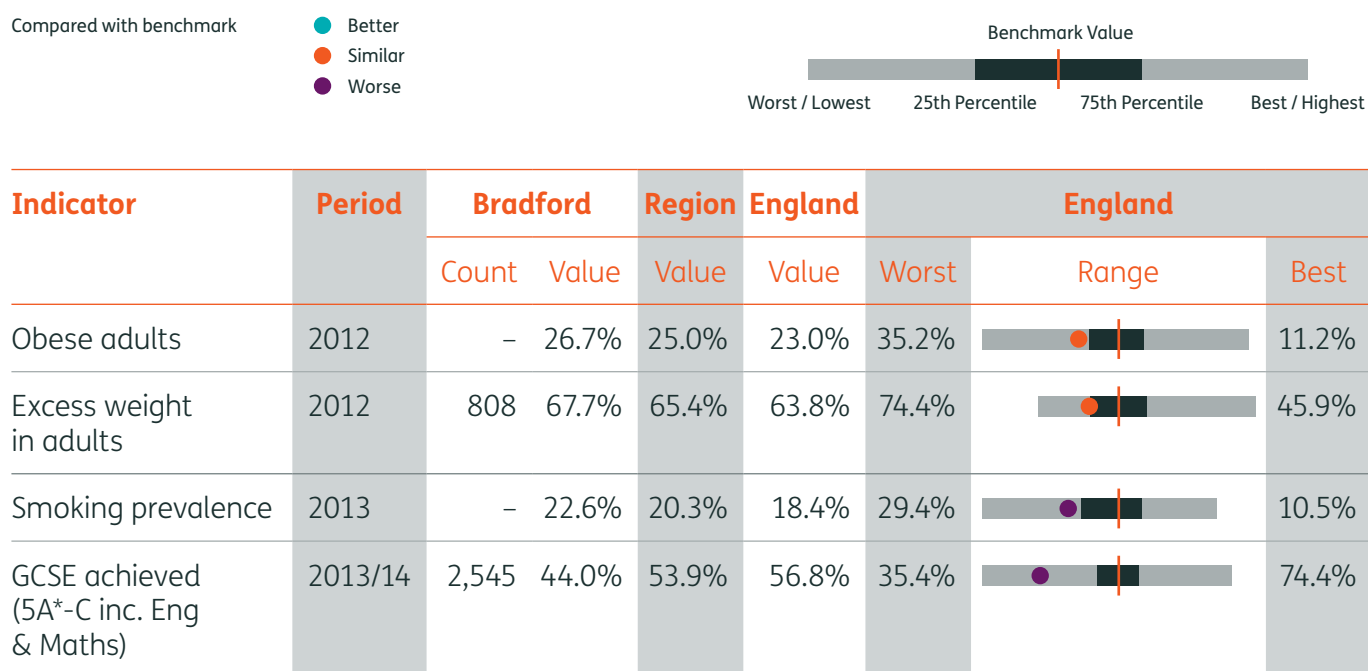 Compared with benchmark
Better
Similar
Worse
Benchmark Value
Worst / Lowest 25th Percentile 75th Percentile Best / Highest
Indicator Period Bradford Region England England
Count Value Value Value Worst Range Best
Obese adults 2012 – 26.7% 25.0% 23.0% 35.2% 11.2%
Excess weight 2012 808 67.7% 65.4% 63.8% 74.4% 45.9%
in adults
Smoking prevalence 2013 – 22.6% 20.3% 18.4% 29.4% 10.5%
GCSE achieved 2013/14 2,545 44.0% 53.9% 56.8% 35.4% 74.4%
(5A*-C inc. Eng
& Maths)